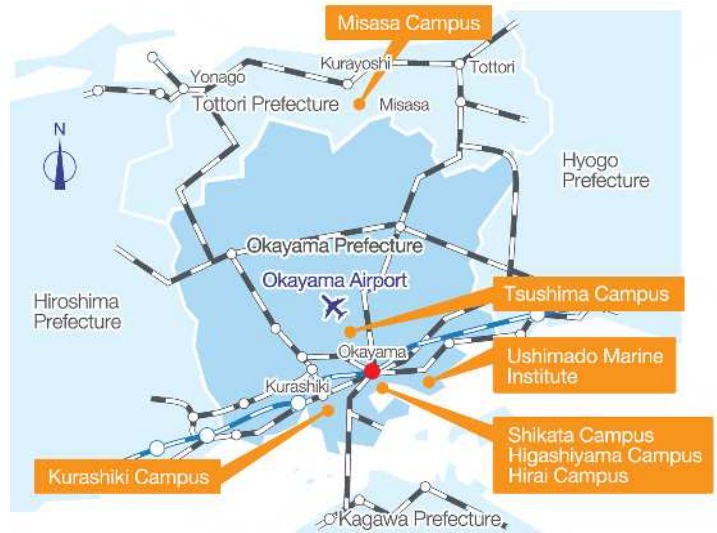 Misasa Campus
Kurayoshi
Yonago
Tottori
Tottori Prefecture
Misasa
N
Hyogo
Prefecture
Okayama Prefecture
Okayama Airport
Tsushima Campus
Hiroshima
Prefecture
Okayama
Ushimado Marine
Institute
Kurashiki
Shikata Campus
Higashiyama Campus
Hirai Campus
Kurashiki Campus
Kagawa Prefecture